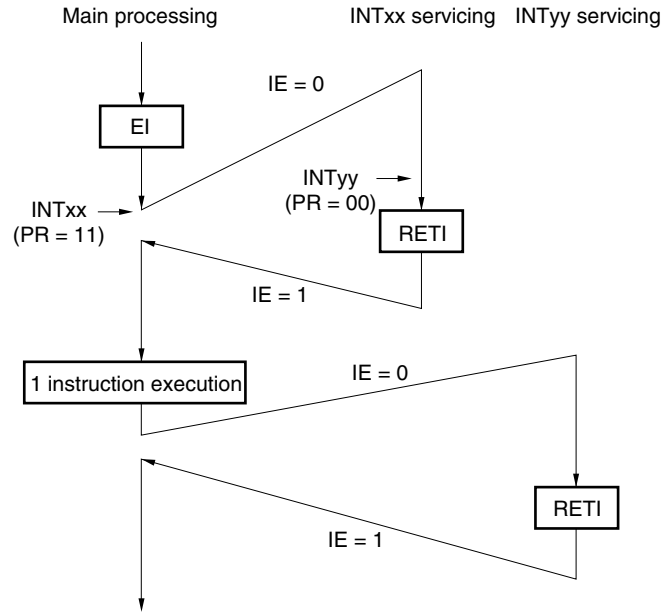 Main processing
INTxx servicing
INTyy servicing
IE = 0
EI
INTyy
(PR = 00)
INTxx
(PR = 11)
RETI
IE = 1
1 instruction execution
IE = 0
RETI
IE = 1